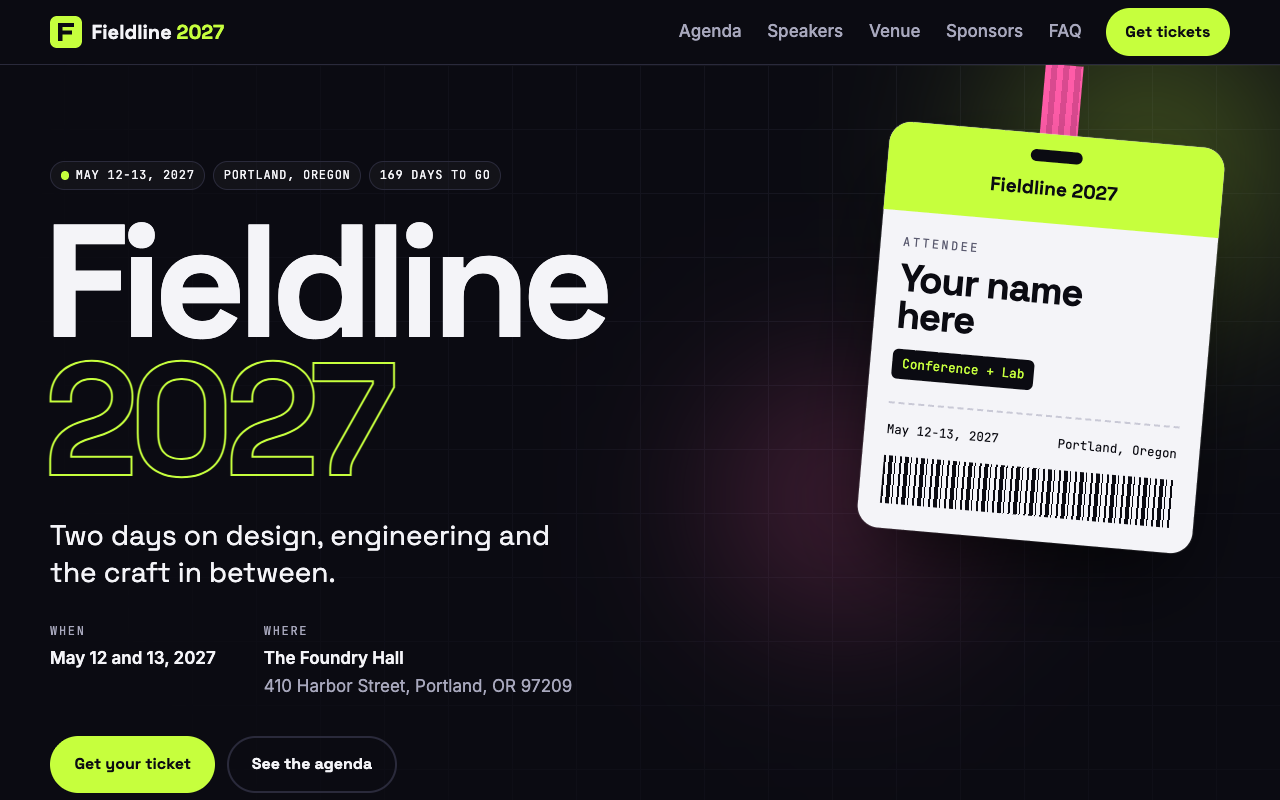 F Fieldline 2027
Agenda Speakers Venue Sponsors FAQ Get tickets
MAY 12-13, 2027 PORTLAND, OREGON 169 DAYS TO GO
Fieldline
2027
Two days on design, engineering and
the craft in between.
WHEN
May 12 and 13, 2027
WHERE
The Foundry Hall
410 Harbor Street, Portland, OR 97209
Get your ticket See the agenda
Fieldline 2027
ATTENDEE
Your name
here
Conference + Lab
May 12-13, 2027 Portland, Oregon